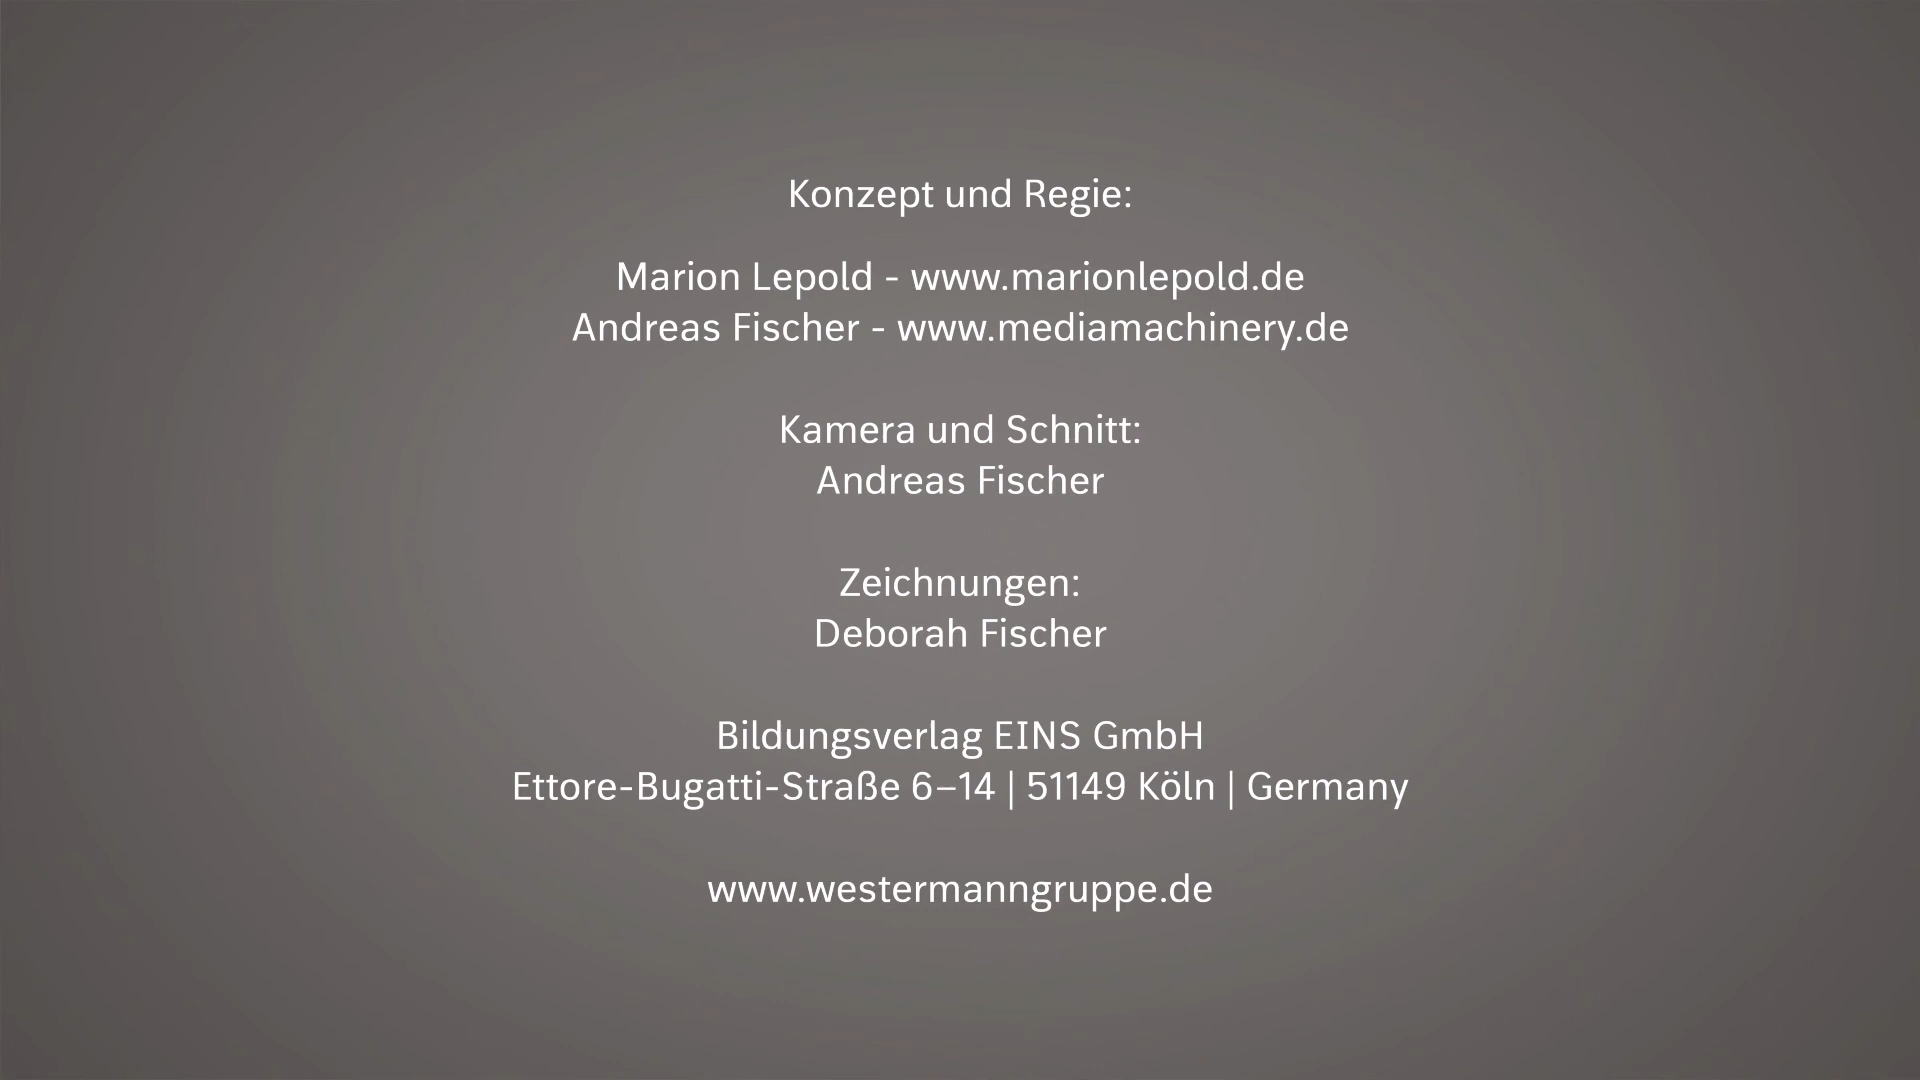 Konzept und Regie:
Marion Lepold - www.marionlepold.de
Andreas Fischer - www.mediamachinery.de
Kamera und Schnitt:
Andreas Fischer
Zeichnungen:
Deborah Fischer
Bildungsverlag EINS GmbH
Ettore-Bugatti-Straße 6–14 | 51149 Köln | Germany
www.westermanngruppe.de